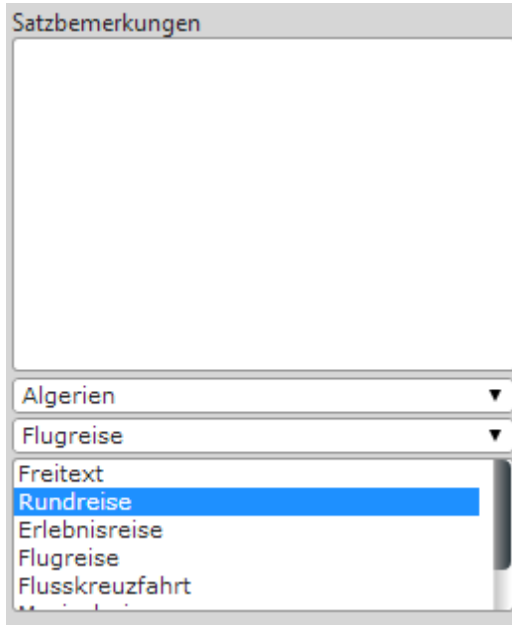 Satzbemerkungen
Algerien
Flugreise
Freitext
Rundreise
Erlebnisreise
Flugreise
Flusskreuzfahrt